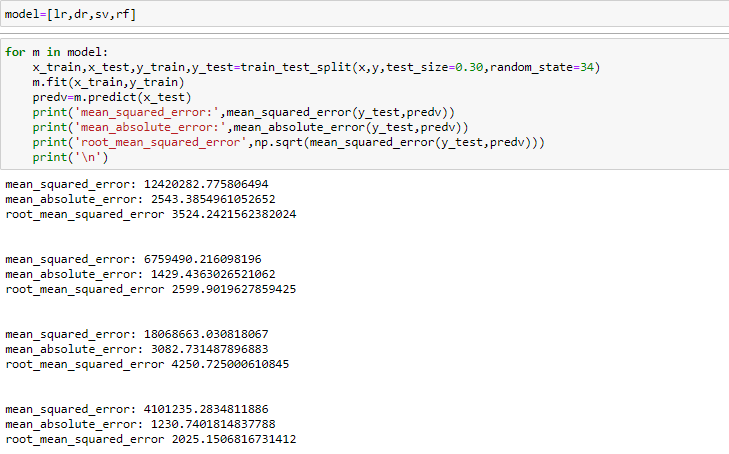 model=[lr,dr,sv,rf]
for m in model:
    x_train,x_test,y_train,y_test=train_test_split(x,y,test_size=0.30,random_state=34)
    m.fit(x_train,y_train)
    predv=m.predict(x_test)
    print('mean_squared_error:',mean_squared_error(y_test,predv))
    print('mean_absolute_error:',mean_absolute_error(y_test,predv))
    print('root_mean_squared_error',np.sqrt(mean_squared_error(y_test,predv)))
    print('\n')
mean_squared_error: 12420282.775806494
mean_absolute_error: 2543.3854961052652
root_mean_squared_error 3524.2421562382024
mean_squared_error: 6759490.216098196
mean_absolute_error: 1429.4363026521062
root_mean_squared_error 2599.9019627859425
mean_squared_error: 18068663.030818067
mean_absolute_error: 3082.731487896883
root_mean_squared_error 4250.725000610845
mean_squared_error: 4101235.2834811886
mean_absolute_error: 1230.7401814837788
root_mean_squared_error 2025.1506816731412